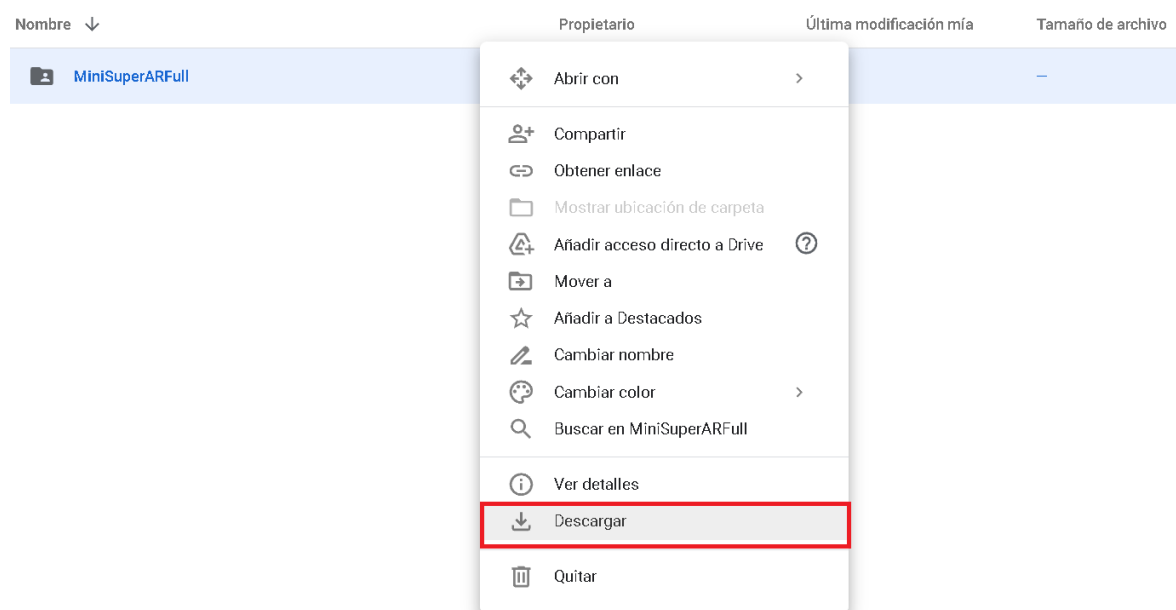 Nombre Propietario Última modificación mía Tamaño de archivo
MiniSuperARFull —
Abrir con
Compartir
Obtener enlace
Mostrar ubicación de carpeta
Añadir acceso directo a Drive
Mover a
Añadir a Destacados
Cambiar nombre
Cambiar color
Buscar en MiniSuperARFull
Ver detalles
Descargar
Quitar